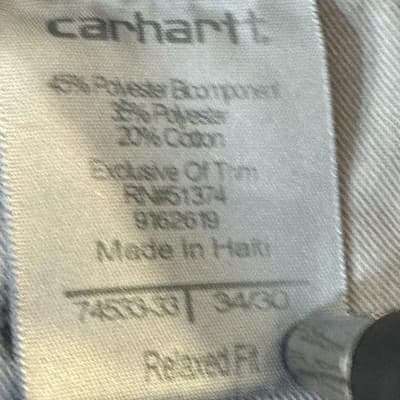 carhartt.
45% Polyester Bicomponent
35% Polyester
20% Cotton
Exclusive Of Trim
RN#51374
9162619
Made In Haiti
74533-33 34/30
Relaxed Fit